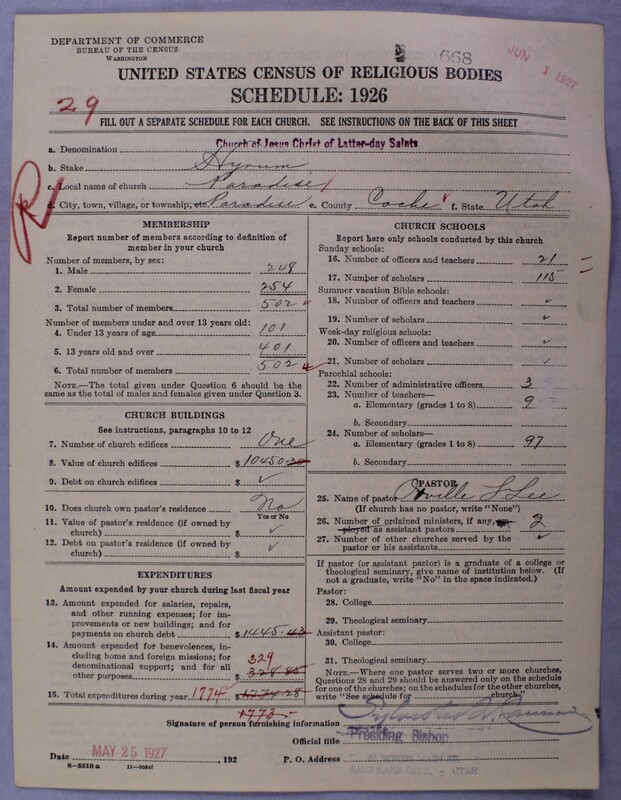 DEPARTMENT OF COMMERCE
BUREAU OF THE CENSUS
WASHINGTON
668
JUN 1 1927
UNITED STATES CENSUS OF RELIGIOUS BODIES
SCHEDULE: 1926
29
FILL OUT A SEPARATE SCHEDULE FOR EACH CHURCH. SEE INSTRUCTIONS ON THE BACK OF THIS SHEET
a. Denomination Church of Jesus Christ of Latter-day Saints
b. Stake Hyrum
c. Local name of church Paradise
d. City, town, village, or township, etc. Paradise e. County Cache f. State Utah
R
MEMBERSHIP
Report number of members according to definition of
member in your church
Number of members, by sex:
1. Male 248
2. Female 254
3. Total number of members 502
Number of members under and over 13 years old:
4. Under 13 years of age 101
5. 13 years old and over 401
6. Total number of members 502
NOTE.—The total given under Question 6 should be the
same as the total of males and females given under Question 3.
CHURCH BUILDINGS
See instructions, paragraphs 10 to 12
7. Number of church edifices One
8. Value of church edifices $ 10450
9. Debt on church edifices $ ✓
10. Does church own pastor's residence No
Yes or No
11. Value of pastor's residence (if owned by
church) $ ✓
12. Debt on pastor's residence (if owned by
church) $ ✓
EXPENDITURES
Amount expended by your church during last fiscal year
13. Amount expended for salaries, repairs,
and other running expenses; for im-
provements or new buildings; and for
payments on church debt $ 1445.43
14. Amount expended for benevolences,
including home and foreign missions; for
denominational support; and for all
other purposes 329
$ 328.85
15. Total expenditures during year 1774 $ 1774.28
1773-
CHURCH SCHOOLS
Report here only schools conducted by this church
Sunday schools:
16. Number of officers and teachers 21
17. Number of scholars 115
Summer vacation Bible schools:
18. Number of officers and teachers ✓
19. Number of scholars ✓
Week-day religious schools:
20. Number of officers and teachers ✓
21. Number of scholars ✓
Parochial schools:
22. Number of administrative officers 3
23. Number of teachers—
a. Elementary (grades 1 to 8) 9
b. Secondary
24. Number of scholars—
a. Elementary (grades 1 to 8) 97
b. Secondary
PASTOR
25. Name of pastor Orville S Lee
(If church has no pastor, write "None")
26. Number of ordained ministers, if any,
ployed as assistant pastors 2
27. Number of other churches served by the
pastor or his assistants ✓
If pastor (or assistant pastor) is a graduate of a college or
theological seminary, give name of institution below. (If
not a graduate, write "No" in the space indicated.)
Pastor:
28. College
29. Theological seminary
Assistant pastor:
30. College
31. Theological seminary
NOTE.—Where one pastor serves two or more churches,
Questions 28 and 29 should be answered only on the schedule
for one of the churches; on the schedules for the other churches,
write "See schedule for church."
Signature of person furnishing information
Official title Presiding Bishop
Date MAY 25 1927, 192 P. O. Address
SALT LAKE CITY, UTAH
8—5518a